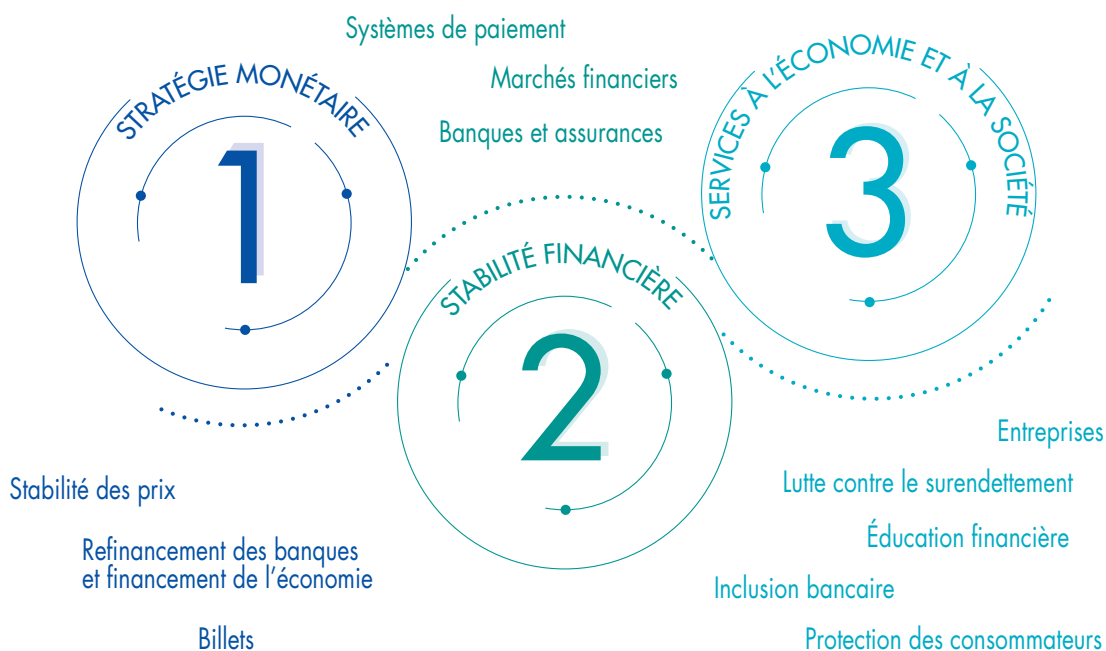 STRATÉGIE MONÉTAIRE
1
Stabilité des prix
Refinancement des banques
et financement de l’économie
Billets
Systèmes de paiement
Marchés financiers
Banques et assurances
STABILITÉ FINANCIÈRE
2
SERVICES À L’ÉCONOMIE ET À LA SOCIÉTÉ
3
Entreprises
Lutte contre le surendettement
Éducation financière
Inclusion bancaire
Protection des consommateurs